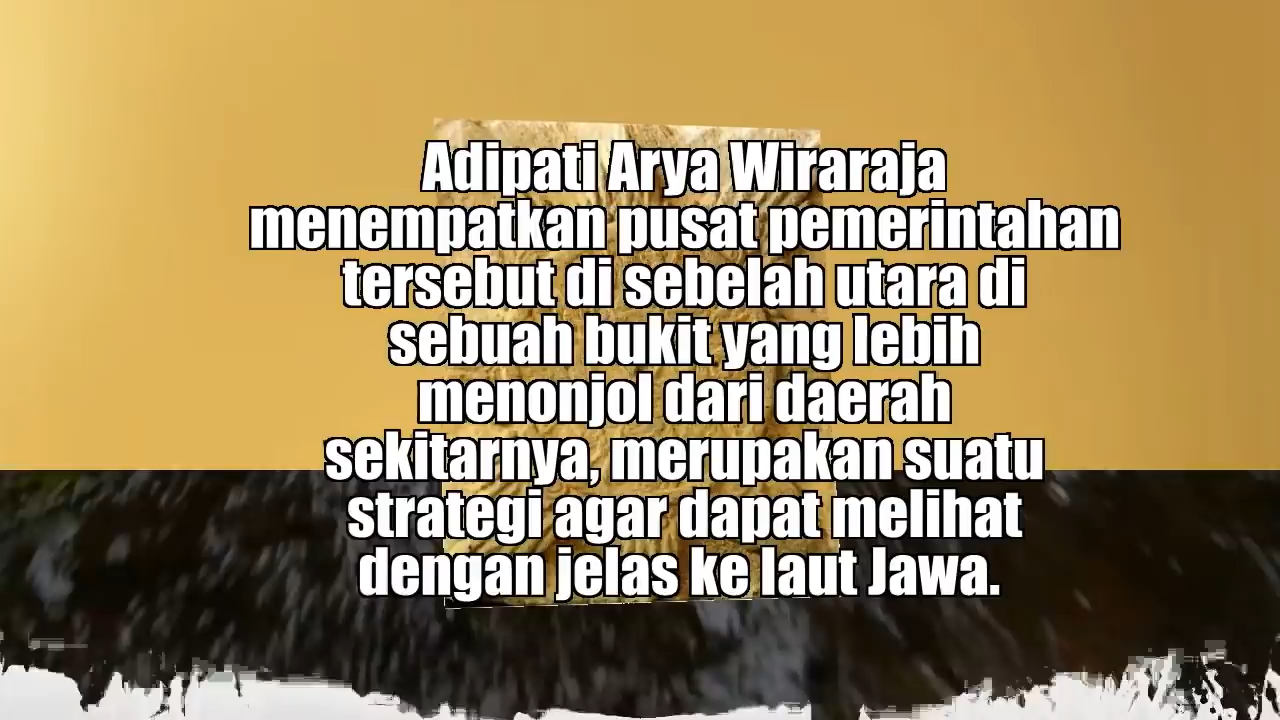 Adipati Arya Wiraraja
menempatkan pusat pemerintahan
tersebut di sebelah utara di
sebuah bukit yang lebih
menonjol dari daerah
sekitarnya, merupakan suatu
strategi agar dapat melihat
dengan jelas ke laut Jawa.